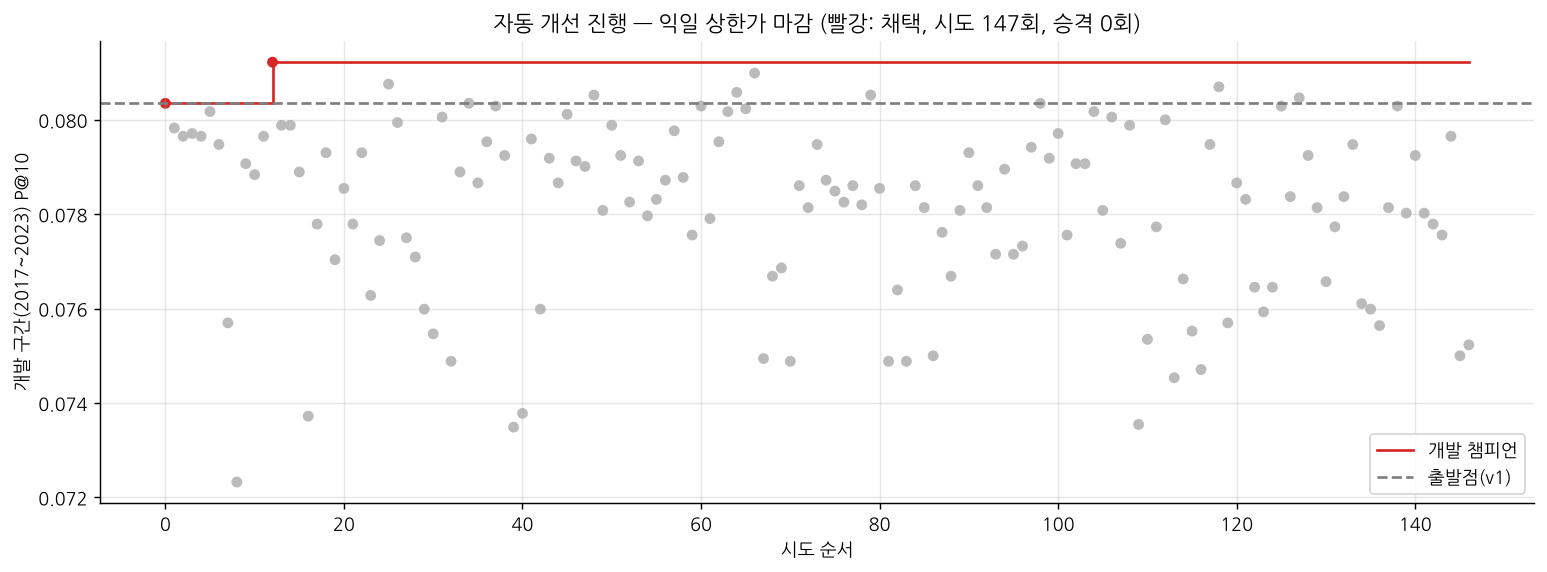 자동 개선 진행 — 익일 상한가 마감 (빨강: 채택, 시도 147회, 승격 0회)
개발 구간(2017~2023) P@10
0.080
0.078
0.076
0.074
0.072
0
20
40
60
80
100
120
140
시도 순서
개발 챔피언
출발점(v1)